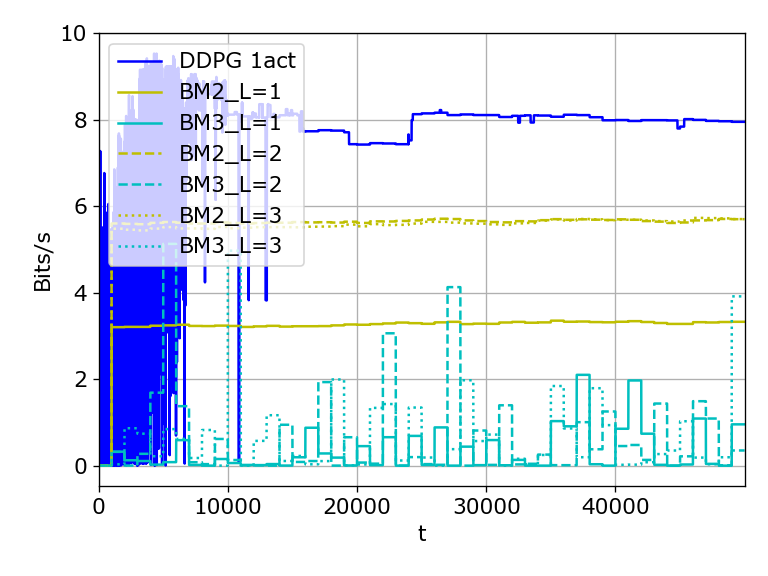 10
8
6
4
2
0
Bits/s
DDPG 1act
BM2_L=1
BM3_L=1
BM2_L=2
BM3_L=2
BM2_L=3
BM3_L=3
0 10000 20000 30000 40000
t